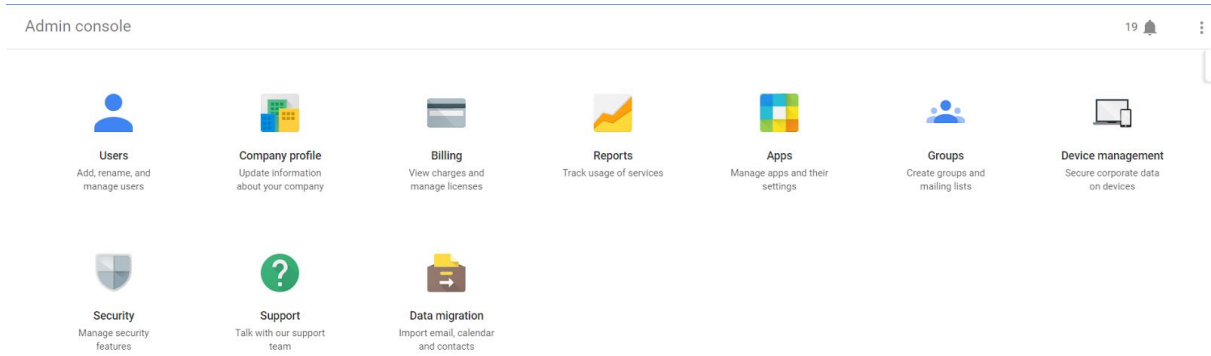 Admin console
19
Users
Add, rename, and
manage users
Company profile
Update information
about your company
Billing
View charges and
manage licenses
Reports
Track usage of services
Apps
Manage apps and their
settings
Groups
Create groups and
mailing lists
Device management
Secure corporate data
on devices
Security
Manage security
features
?
Support
Talk with our support
team
Data migration
Import email, calendar
and contacts